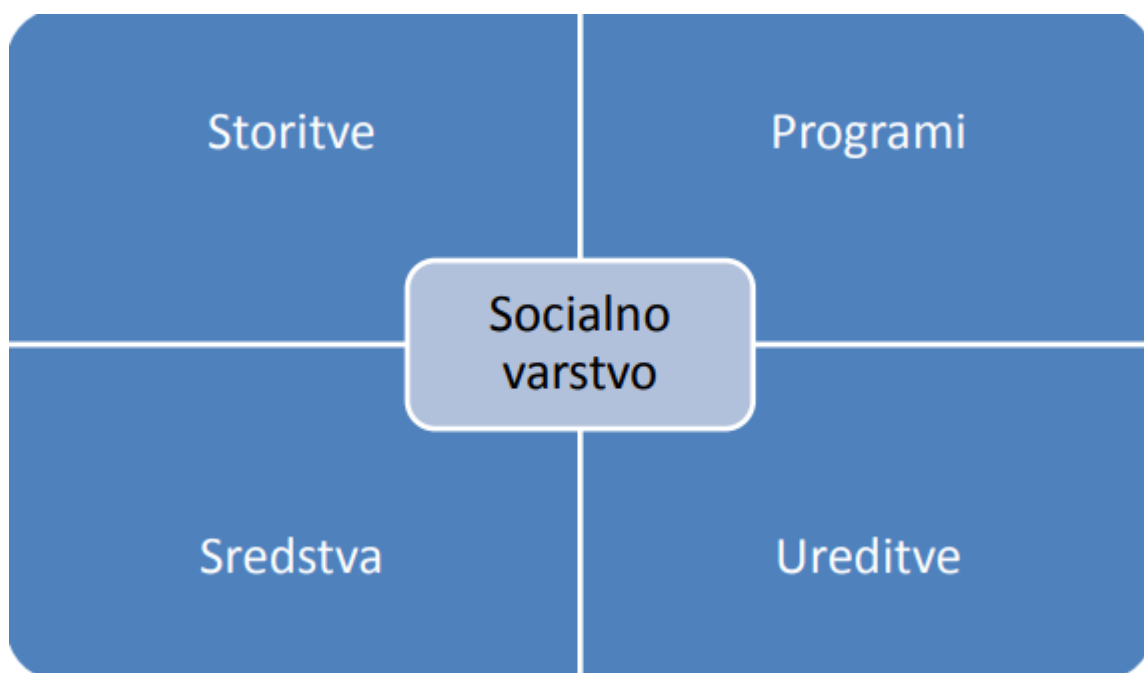 Storitve
Programi
Socialno
varstvo
Sredstva
Ureditve